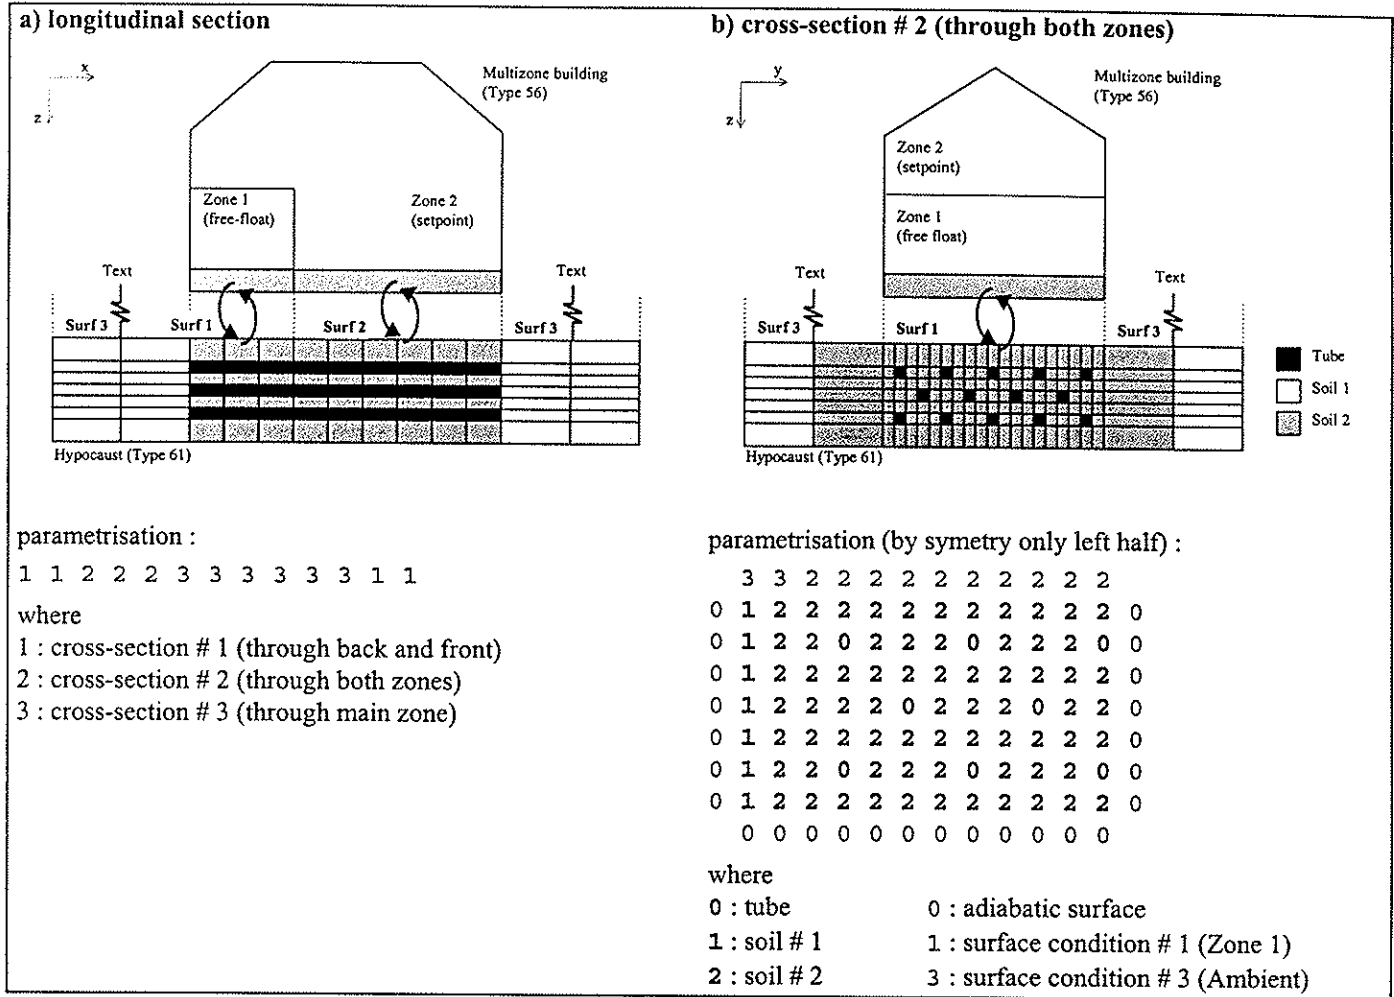 a) longitudinal section
x
z
Multizone building
(Type 56)
Zone 1
(free-float)
Zone 2
(setpoint)
Text
Text
Surf 3
Surf 1
Surf 2
Surf 3
Hypocaust (Type 61)
parametrisation :
1 1 2 2 2 3 3 3 3 3 3 1 1
where
1 : cross-section # 1 (through back and front)
2 : cross-section # 2 (through both zones)
3 : cross-section # 3 (through main zone)
b) cross-section # 2 (through both zones)
y
z
Multizone building
(Type 56)
Zone 2
(setpoint)
Zone 1
(free float)
Text
Text
Surf 3
Surf 1
Surf 3
Tube
Soil 1
Soil 2
Hypocaust (Type 61)
parametrisation (by symetry only left half) :
3 3 2 2 2 2 2 2 2 2 2 2
0 1 2 2 2 2 2 2 2 2 2 2 2 0
0 1 2 2 0 2 2 2 0 2 2 2 0 0
0 1 2 2 2 2 2 2 2 2 2 2 2 0
0 1 2 2 2 2 0 2 2 2 0 2 2 0
0 1 2 2 2 2 2 2 2 2 2 2 2 0
0 1 2 2 0 2 2 2 0 2 2 2 0 0
0 1 2 2 2 2 2 2 2 2 2 2 2 0
0 0 0 0 0 0 0 0 0 0 0 0
where
0 : tube
0 : adiabatic surface
1 : soil # 1
1 : surface condition # 1 (Zone 1)
2 : soil # 2
3 : surface condition # 3 (Ambient)